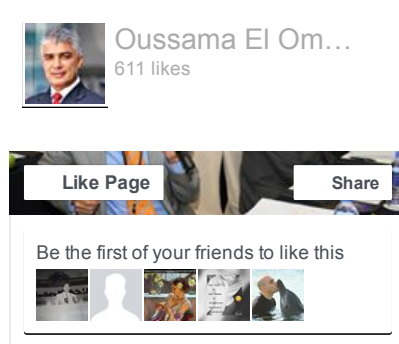 Oussama El Om...
611 likes
Like Page
Share
Be the first of your friends to like this